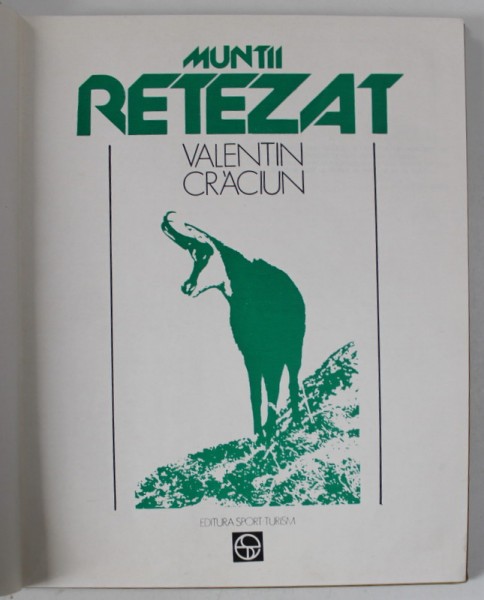 MUNTII
RETEZAT
VALENTIN
CRĂCIUN
EDITURA SPORT-TURISM